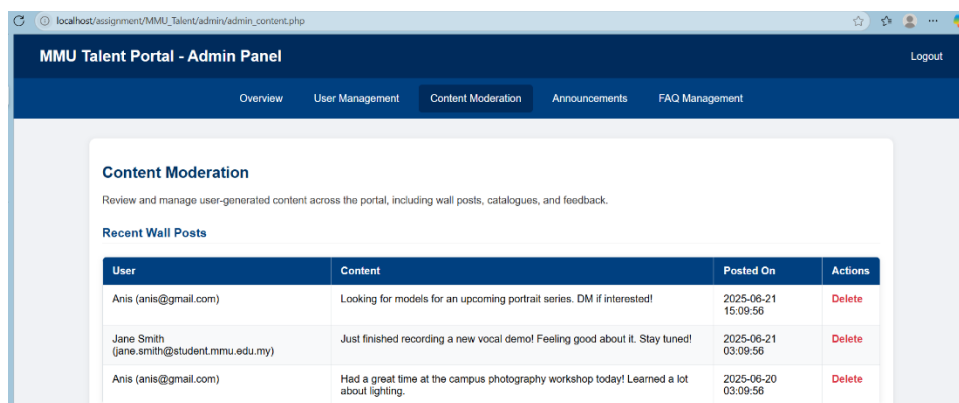 localhost/assignment/MMU_Talent/admin/admin_content.php
MMU Talent Portal - Admin Panel
Logout
Overview User Management Content Moderation Announcements FAQ Management
Content Moderation
Review and manage user-generated content across the portal, including wall posts, catalogues, and feedback.
Recent Wall Posts
User Content Posted On Actions
Anis (anis@gmail.com) Looking for models for an upcoming portrait series. DM if interested! 2025-06-21 Delete
15:09:56
Jane Smith Just finished recording a new vocal demo! Feeling good about it. Stay tuned! 2025-06-21 Delete
(jane.smith@student.mmu.edu.my) 03:09:56
Anis (anis@gmail.com) Had a great time at the campus photography workshop today! Learned a lot 2025-06-20 Delete
about lighting. 03:09:56